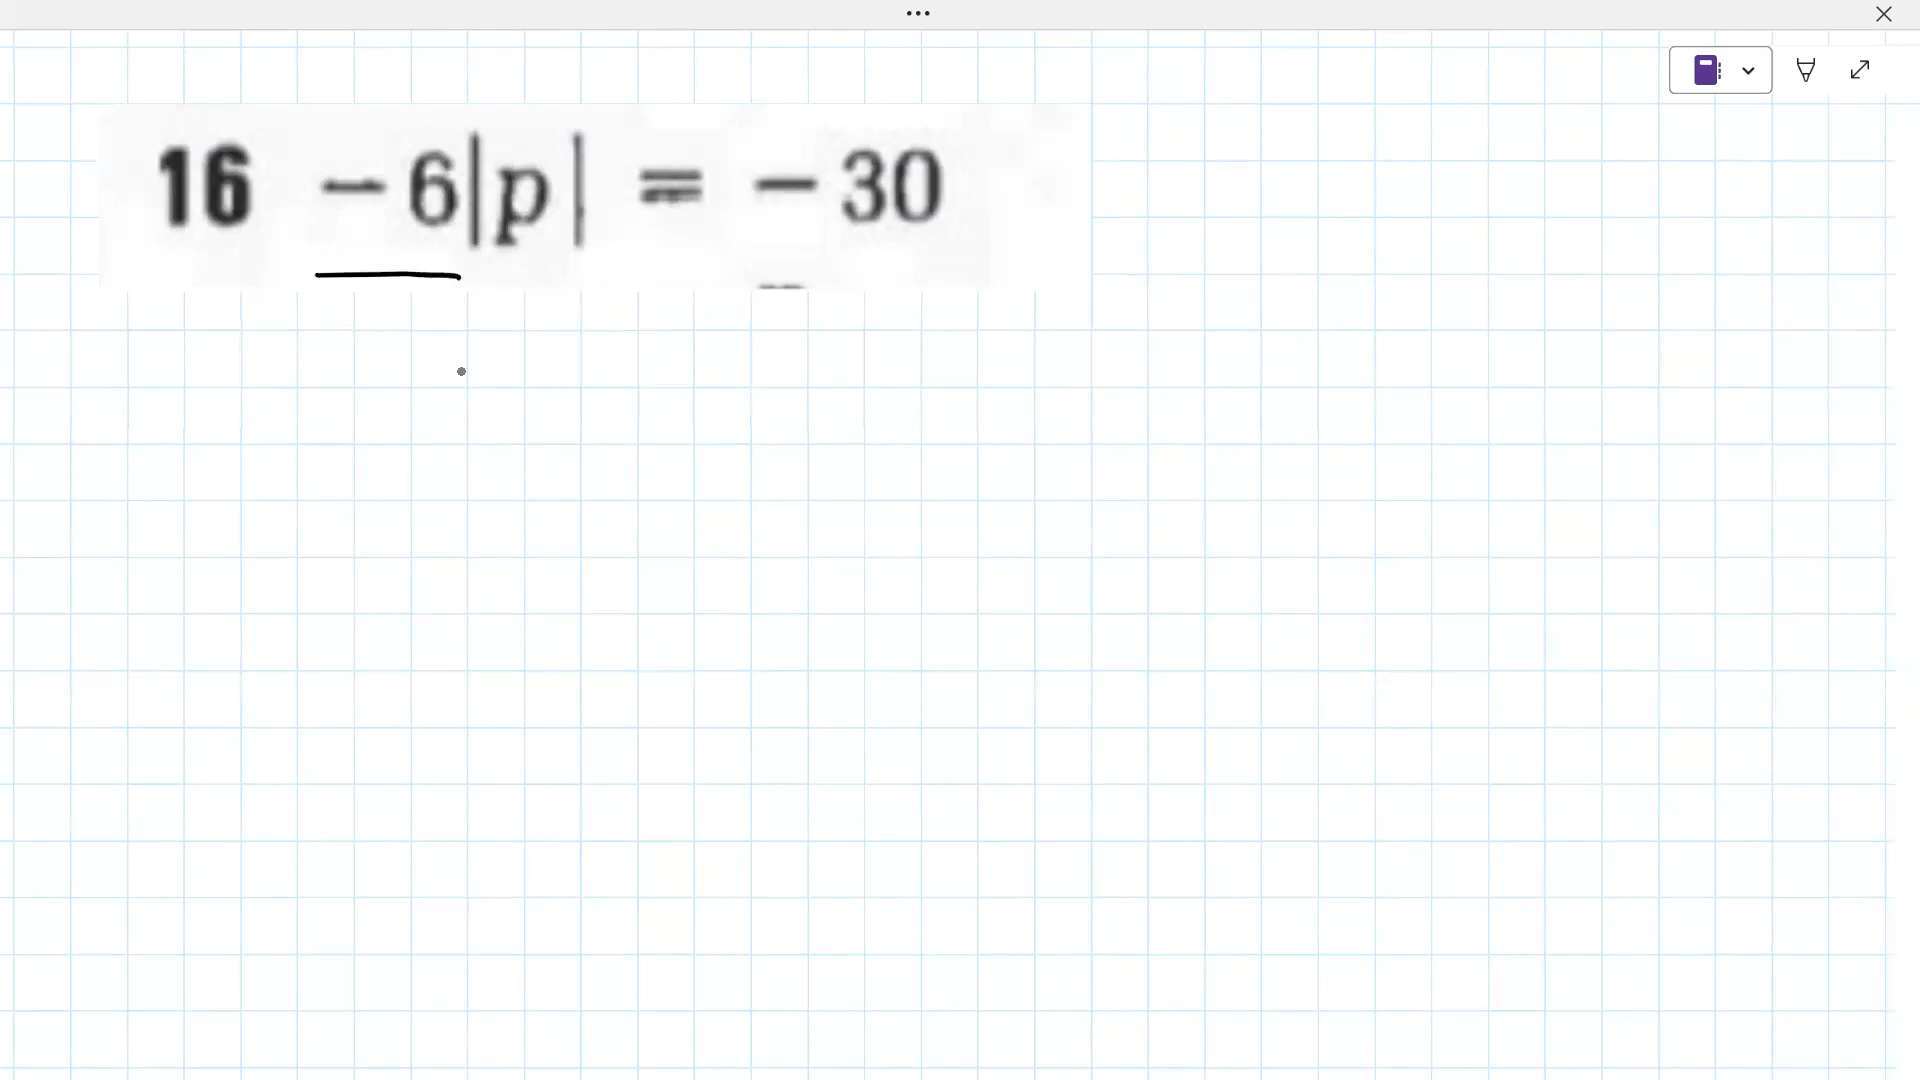 16 − 6|p| = − 30